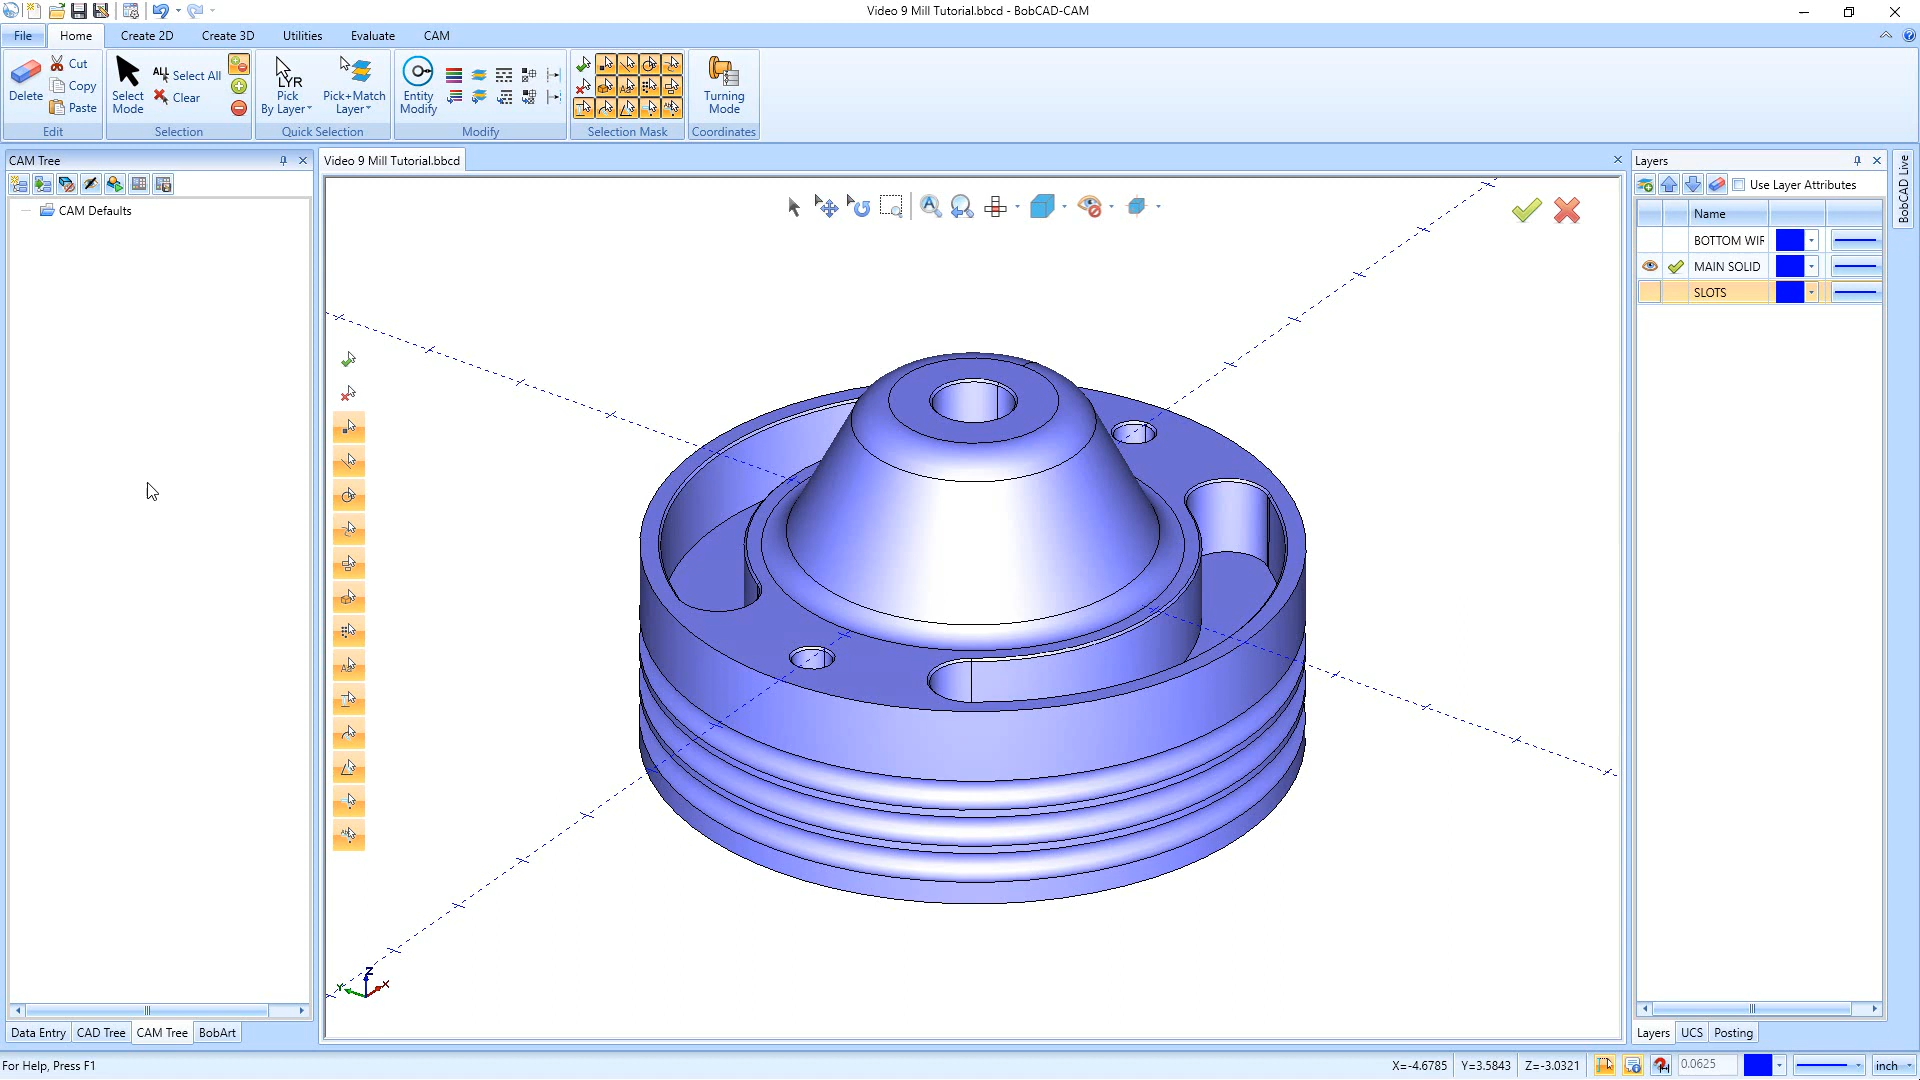 Video 9 Mill Tutorial.bbcd - BobCAD-CAM
File Home Create 2D Create 3D Utilities Evaluate CAM
Delete
Cut
Copy
Paste
Edit
Select Mode
ALL Select All
Clear
Selection
LYR
Pick By Layer
Pick+Match Layer
Quick Selection
Entity Modify
Modify
Selection Mask
Turning Mode
Coordinates
CAM Tree
CAM Defaults
Video 9 Mill Tutorial.bbcd
Layers
Use Layer Attributes
Name
BOTTOM WIF
MAIN SOLID
SLOTS
BobCAD Live
Z
Y
X
Data Entry CAD Tree CAM Tree BobArt
Layers UCS Posting
For Help, Press F1
X=-4.6785 Y=3.5843 Z=-3.0321 0.0625 inch